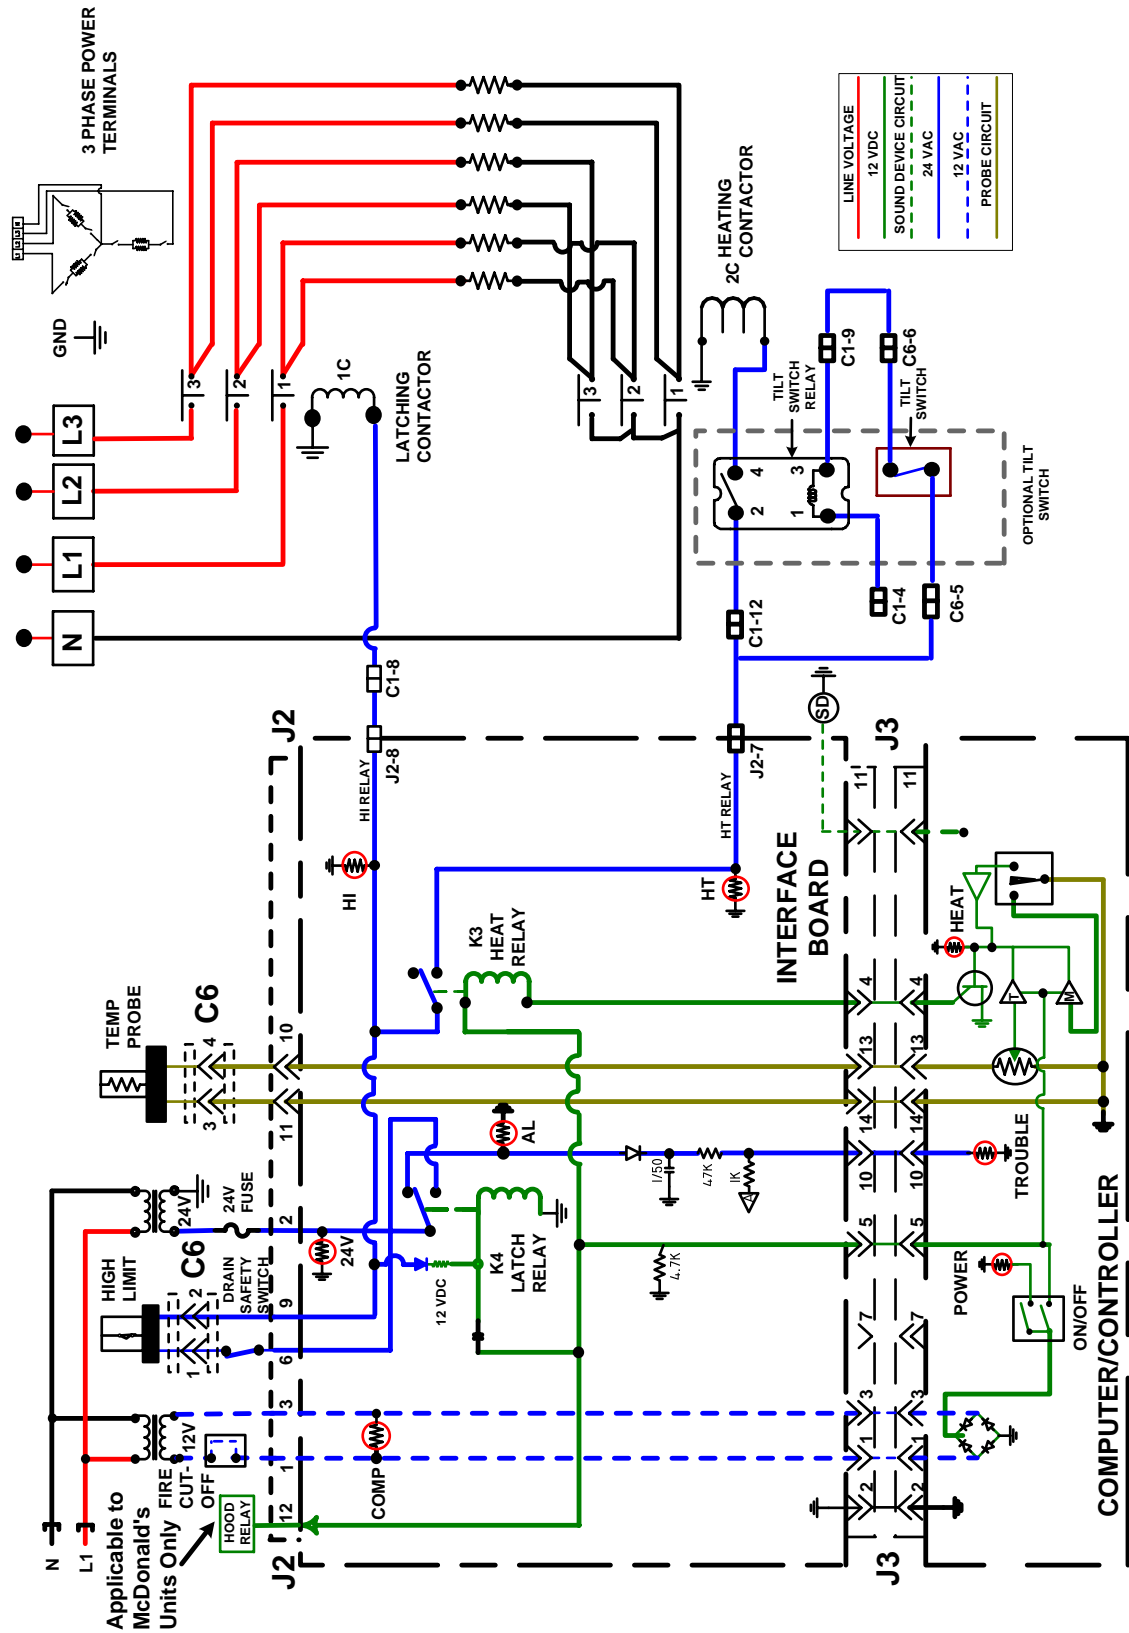 3 PHASE POWER
TERMINALS
GND
L3
L2
L1
N
3
2
1
1C
LATCHING
CONTACTOR
3
2
1
2C HEATING
CONTACTOR
LINE VOLTAGE
12 VDC
SOUND DEVICE CIRCUIT
24 VAC
12 VAC
PROBE CIRCUIT
TILT
SWITCH
RELAY
4
2
3
1
C1-9
C6-6
TILT
SWITCH
OPTIONAL TILT
SWITCH
C1-12
C1-4
C6-5
C1-8
J2-8
J2-7
J2
HI RELAY
HT RELAY
SD
J3
HI
HT
INTERFACE
BOARD
K3
HEAT
RELAY
TEMP
PROBE
C6
4
3
10
11
AL
1/50
47K
1K
A
24V
24V
FUSE
2
24V
HIGH
LIMIT
C6
2
1
DRAIN
SAFETY
SWITCH
9
6
12 VDC
K4
LATCH
RELAY
4.7K
12V
FIRE
CUT-
OFF
3
1
12
COMP
HOOD
RELAY
N
L1
Applicable to
McDonald's
Units Only
J2
J3
11
4
13
14
10
5
7
3
1
2
11
4
13
14
10
5
7
3
1
2
HEAT
T
M
TROUBLE
POWER
ON/OFF
COMPUTER/CONTROLLER